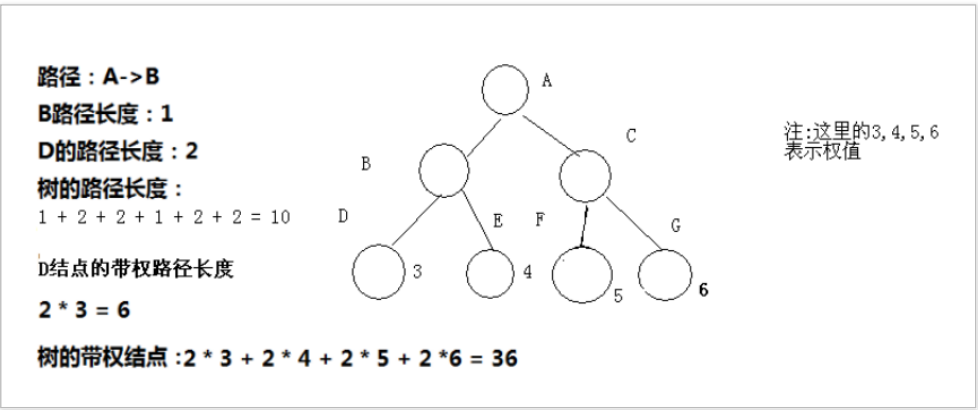 路径：A->B
B路径长度：1
D的路径长度：2
树的路径长度：
1 + 2 + 2 + 1 + 2 + 2 = 10
D结点的带权路径长度
2 * 3 = 6
树的带权结点:2 * 3 + 2 * 4 + 2 * 5 + 2 *6 = 36
A
B
C
D
E
F
G
3
4
5
6
注:这里的3,4,5,6
表示权值